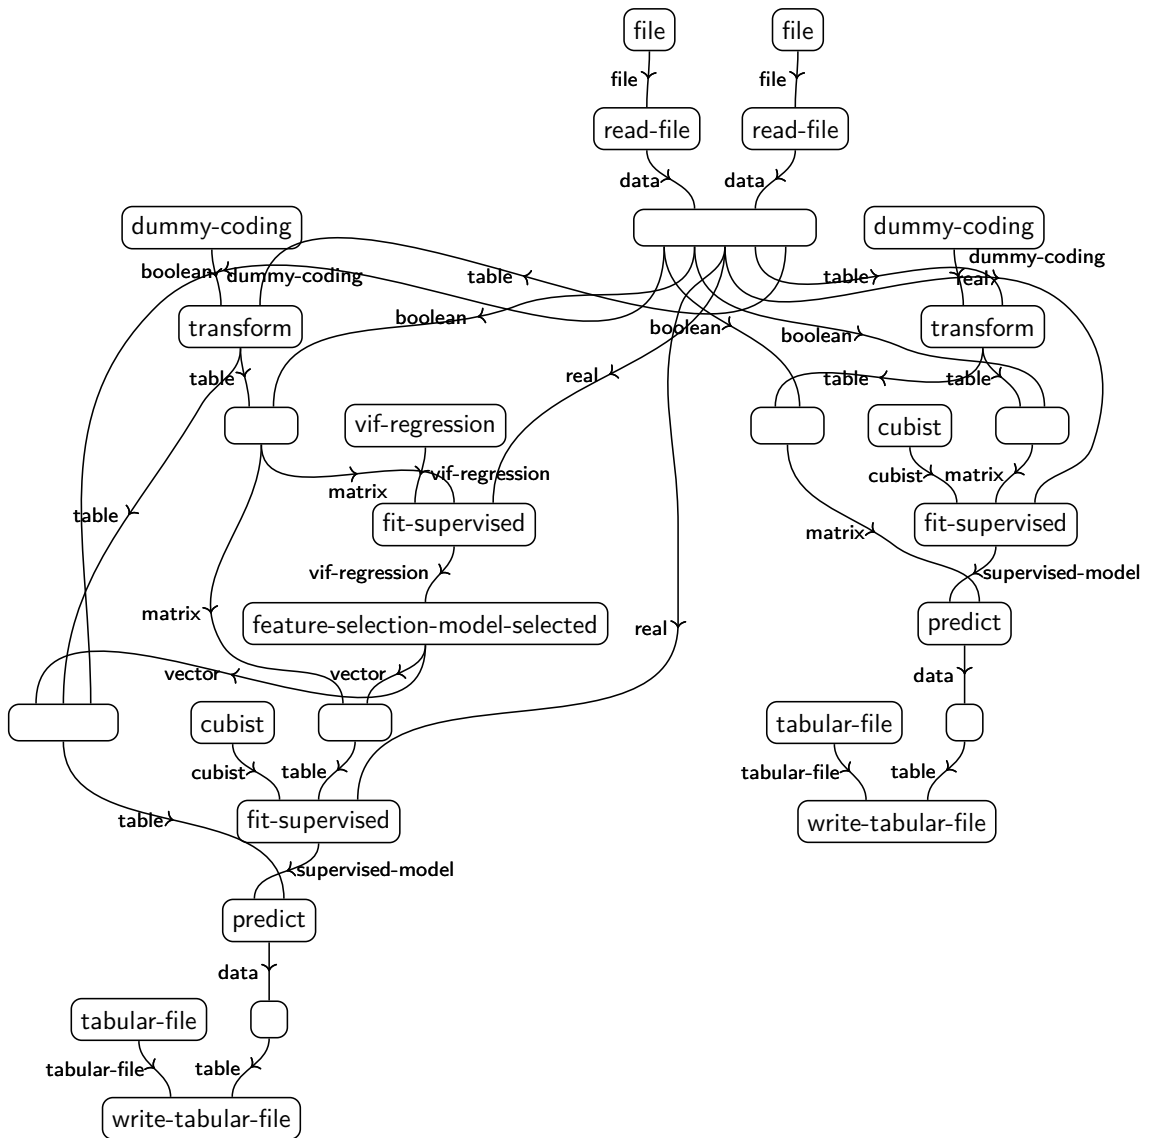 file file
file file
read-file read-file
data data
dummy-coding dummy-coding
dummy-coding
boolean dummy-coding table table real
transform boolean boolean boolean transform
table real table table
vif-regression cubist
matrix vif-regression cubist matrix
table fit-supervised matrix fit-supervised
vif-regression supervised-model
matrix feature-selection-model-selected real predict
vector vector data
cubist tabular-file
cubist table tabular-file table
table fit-supervised write-tabular-file
supervised-model
predict
data
tabular-file
tabular-file table
write-tabular-file